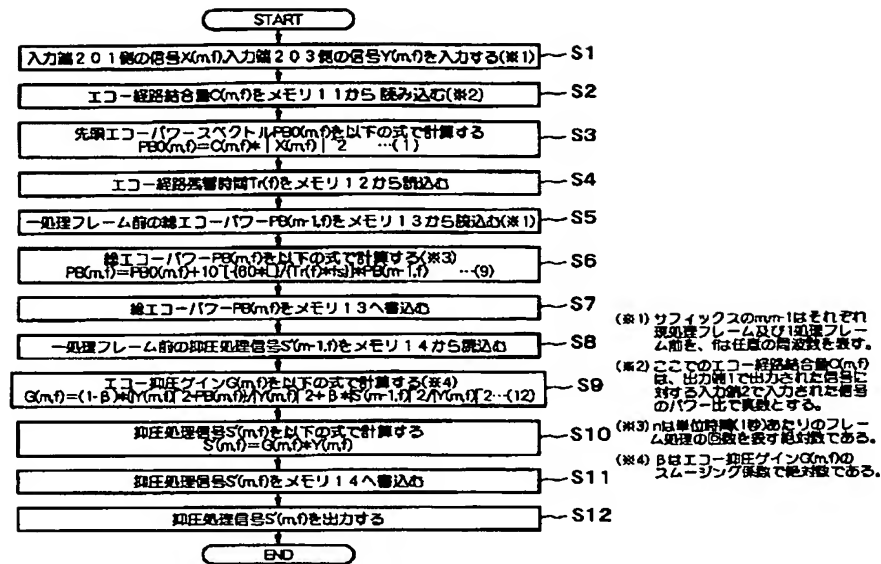 START
入力端201側の信号X(m,f),入力端203側の信号Y(m,f)を入力する(※1)
S1
エコー経路結合量C(m,f)をメモリ11から読み込む(※2)
S2
先頭エコーパワースペクトルPB0(m,f)を以下の式で計算する
PB0(m,f)=C(m,f)*|X(m,f)|^2 …(1)
S3
エコー経路残響時間Tr(f)をメモリ12から読込む
S4
一処理フレーム前の総エコーパワーPB(m-1,f)をメモリ13から読込む(※1)
S5
総エコーパワーPB(m,f)を以下の式で計算する(※3)
PB(m,f)=PB0(m,f)+10^[-(60*L)/{Tr(f)*fs}]*PB(m-1,f) …(9)
S6
総エコーパワーPB(m,f)をメモリ13へ書込む
S7
一処理フレーム前の抑圧処理信号S'(m-1,f)をメモリ14から読込む
S8
エコー抑圧ゲインG(m,f)を以下の式で計算する(※4)
G(m,f)=(1-β)*(|Y(m,f)|^2-PB(m,f))/|Y(m,f)|^2+β*|S'(m-1,f)|^2/|Y(m,f)|^2…(12)
S9
抑圧処理信号S'(m,f)を以下の式で計算する
S'(m,f)=G(m,f)*Y(m,f)
S10
抑圧処理信号S'(m,f)をメモリ14へ書込む
S11
抑圧処理信号S'(m,f)を出力する
S12
END
(※1) サフィックスのm,m-1はそれぞれ
現処理フレーム及び1処理フレー
ム前を、fは任意の周波数を表す。
(※2) ここでのエコー経路結合量C(m,f)
は、出力端1で出力された信号に
対する入力端2で入力された信号
のパワー比で実数とする。
(※3) nは単位時間(1秒)あたりのフレー
ム処理の回数を表す絶対数である。
(※4) βはエコー抑圧ゲインG(m,f)の
スムージング係数で絶対数である。